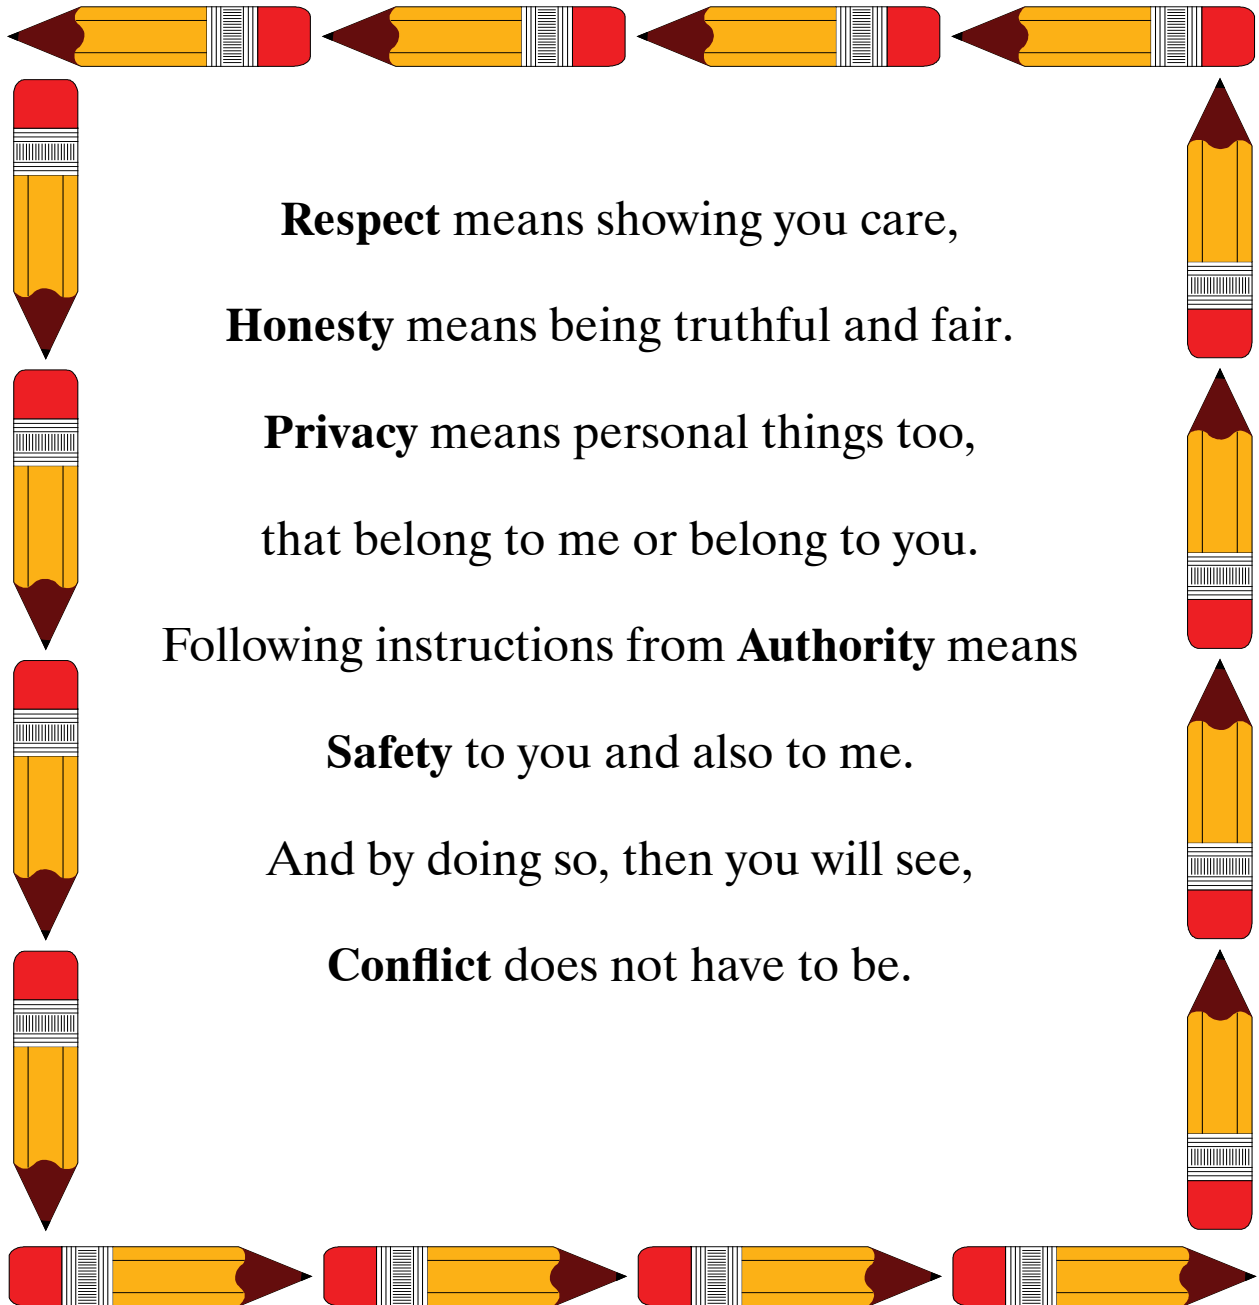 Respect means showing you care,
Honesty means being truthful and fair.
Privacy means personal things too,
that belong to me or belong to you.
Following instructions from Authority means
Safety to you and also to me.
And by doing so, then you will see,
Conflict does not have to be.